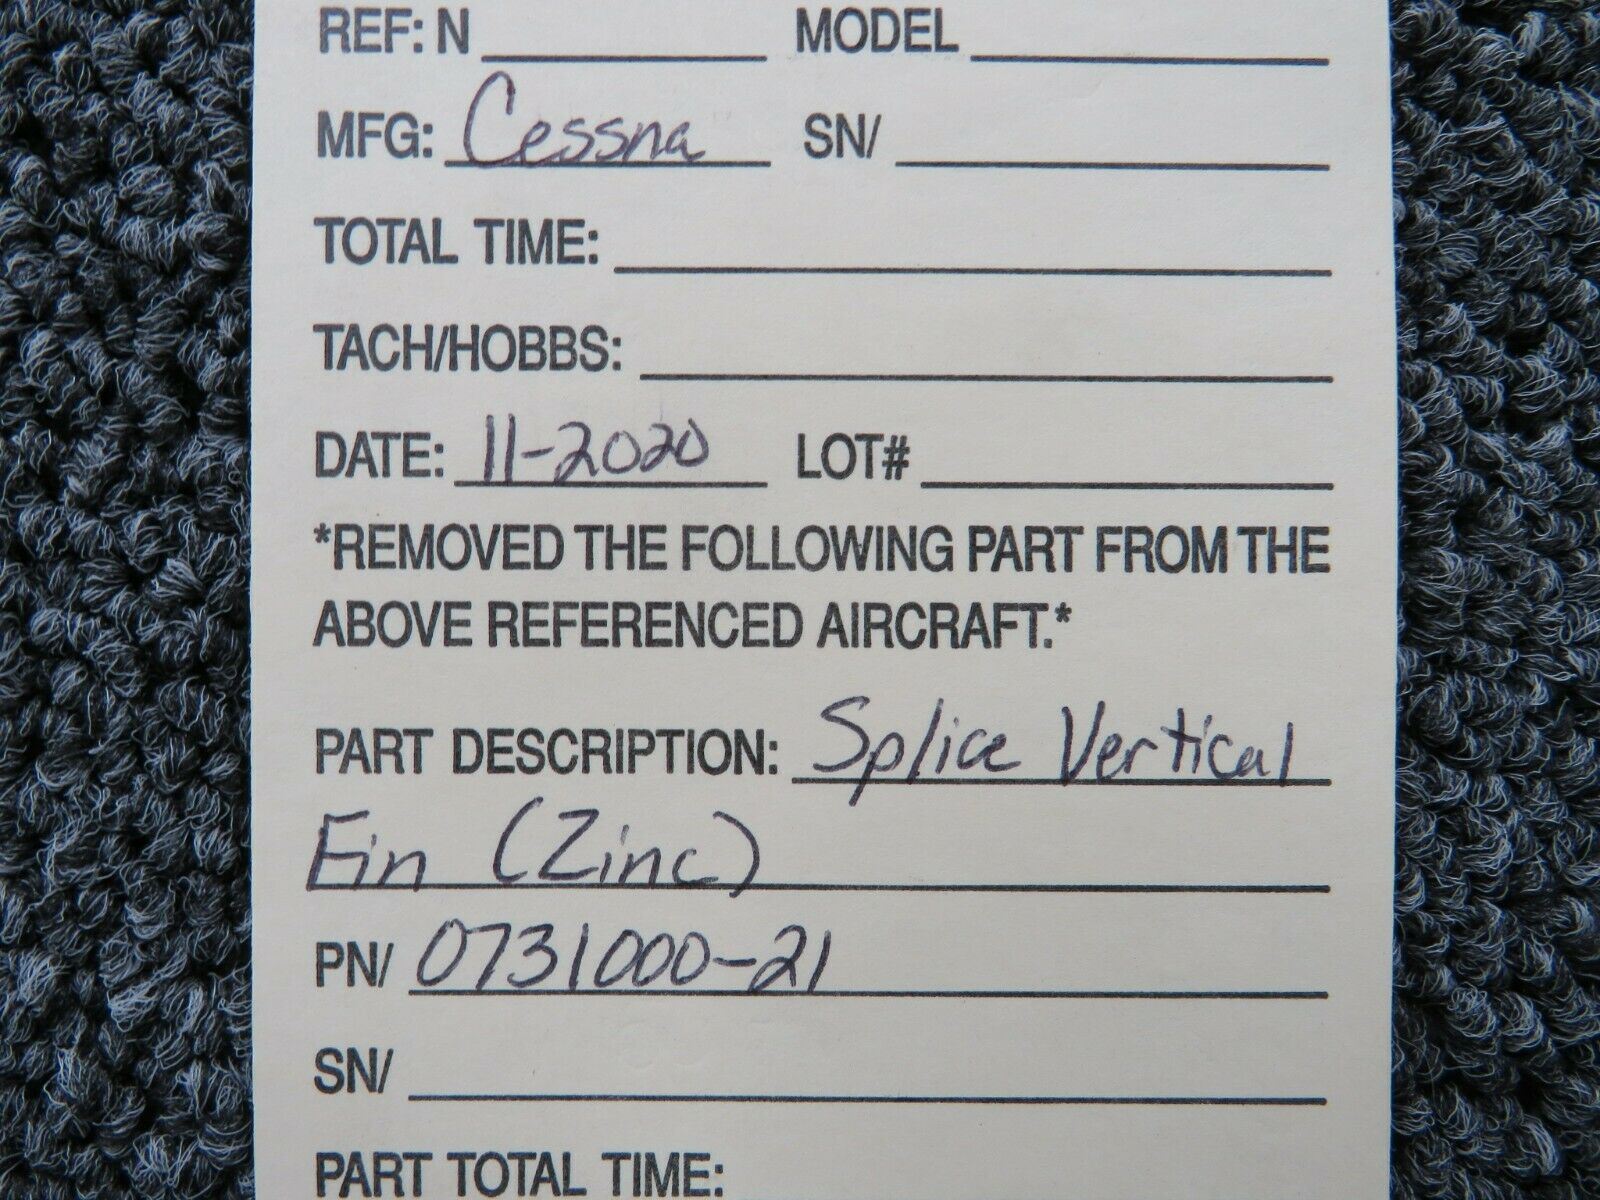 REF: N MODEL
MFG: Cessna SN/
TOTAL TIME:
TACH/HOBBS:
DATE: 11-2020 LOT#
*REMOVED THE FOLLOWING PART FROM THE
ABOVE REFERENCED AIRCRAFT.*
PART DESCRIPTION: Splice Vertical
Fin (Zinc)
PN/ 0731000-21
SN/
PART TOTAL TIME: